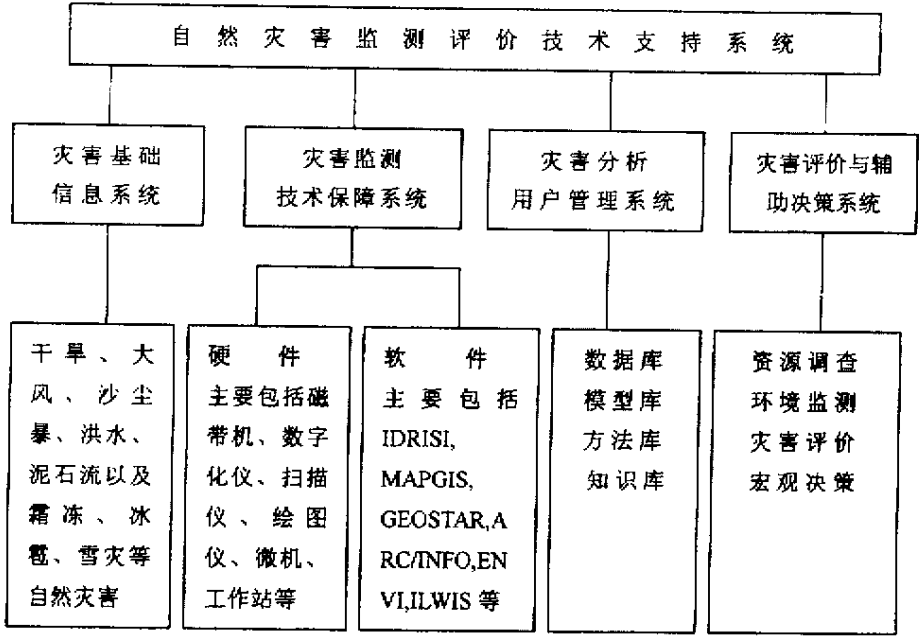 自然灾害监测评价技术支持系统
灾害基础
信息系统
灾害监测
技术保障系统
灾害分析
用户管理系统
灾害评价与辅
助决策系统
干旱、大
风、沙尘
暴、洪水、
泥石流以及
霜冻、冰
雹、雪灾等
自然灾害
硬件
主要包括磁
带机、数字
化仪、扫描
仪、绘图
仪、微机、
工作站等
软件
主要包括
IDRISI,
MAPGIS,
GEOSTAR,A
RC/INFO,EN
VI,ILWIS 等
数据库
模型库
方法库
知识库
资源调查
环境监测
灾害评价
宏观决策